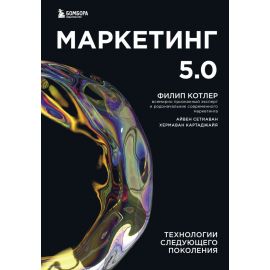 БОМБОРА
ИЗДАТЕЛЬСТВО
МАРКЕТИНГ
5.0
ФИЛИП КОТЛЕР
всемирно признанный эксперт
и родоначальник современного
маркетинга
АЙВЕН СЕТИАВАН
ХЕРМАВАН КАРТАДЖАЙЯ
ТЕХНОЛОГИИ
СЛЕДУЮЩЕГО
ПОКОЛЕНИЯ